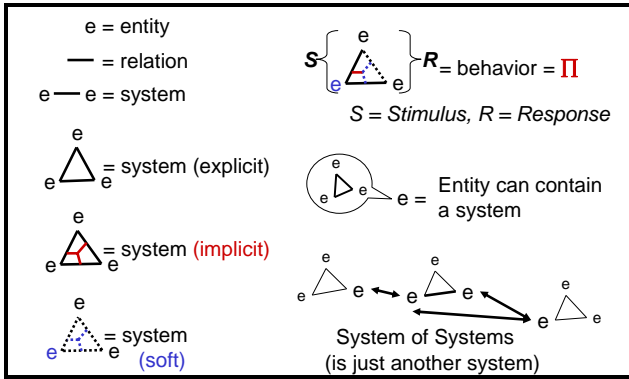 e = entity
= relation
e e = system
e
e e = system (explicit)
e
e e = system (implicit)
e
e e = system
(soft)
S e e e R = behavior = Π
S = Stimulus, R = Response
e
e e e = Entity can contain
a system
e e e
e e e
e e e
System of Systems
(is just another system)